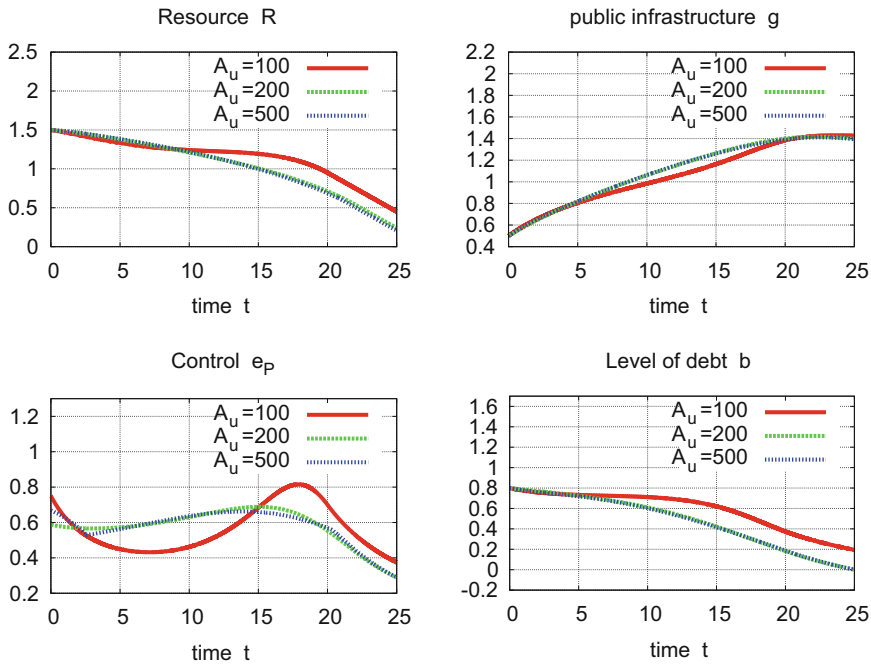 Resource R
2.5
2
1.5
1
0.5
0
A_u=100
A_u=200
A_u=500
0 5 10 15 20 25
time t
public infrastructure g
2.2
2
1.8
1.6
1.4
1.2
1
0.8
0.6
0.4
A_u=100
A_u=200
A_u=500
0 5 10 15 20 25
time t
Control e_P
1.2
1
0.8
0.6
0.4
0.2
A_u=100
A_u=200
A_u=500
0 5 10 15 20 25
time t
Level of debt b
1.6
1.4
1.2
1
0.8
0.6
0.4
0.2
0
-0.2
A_u=100
A_u=200
A_u=500
0 5 10 15 20 25
time t